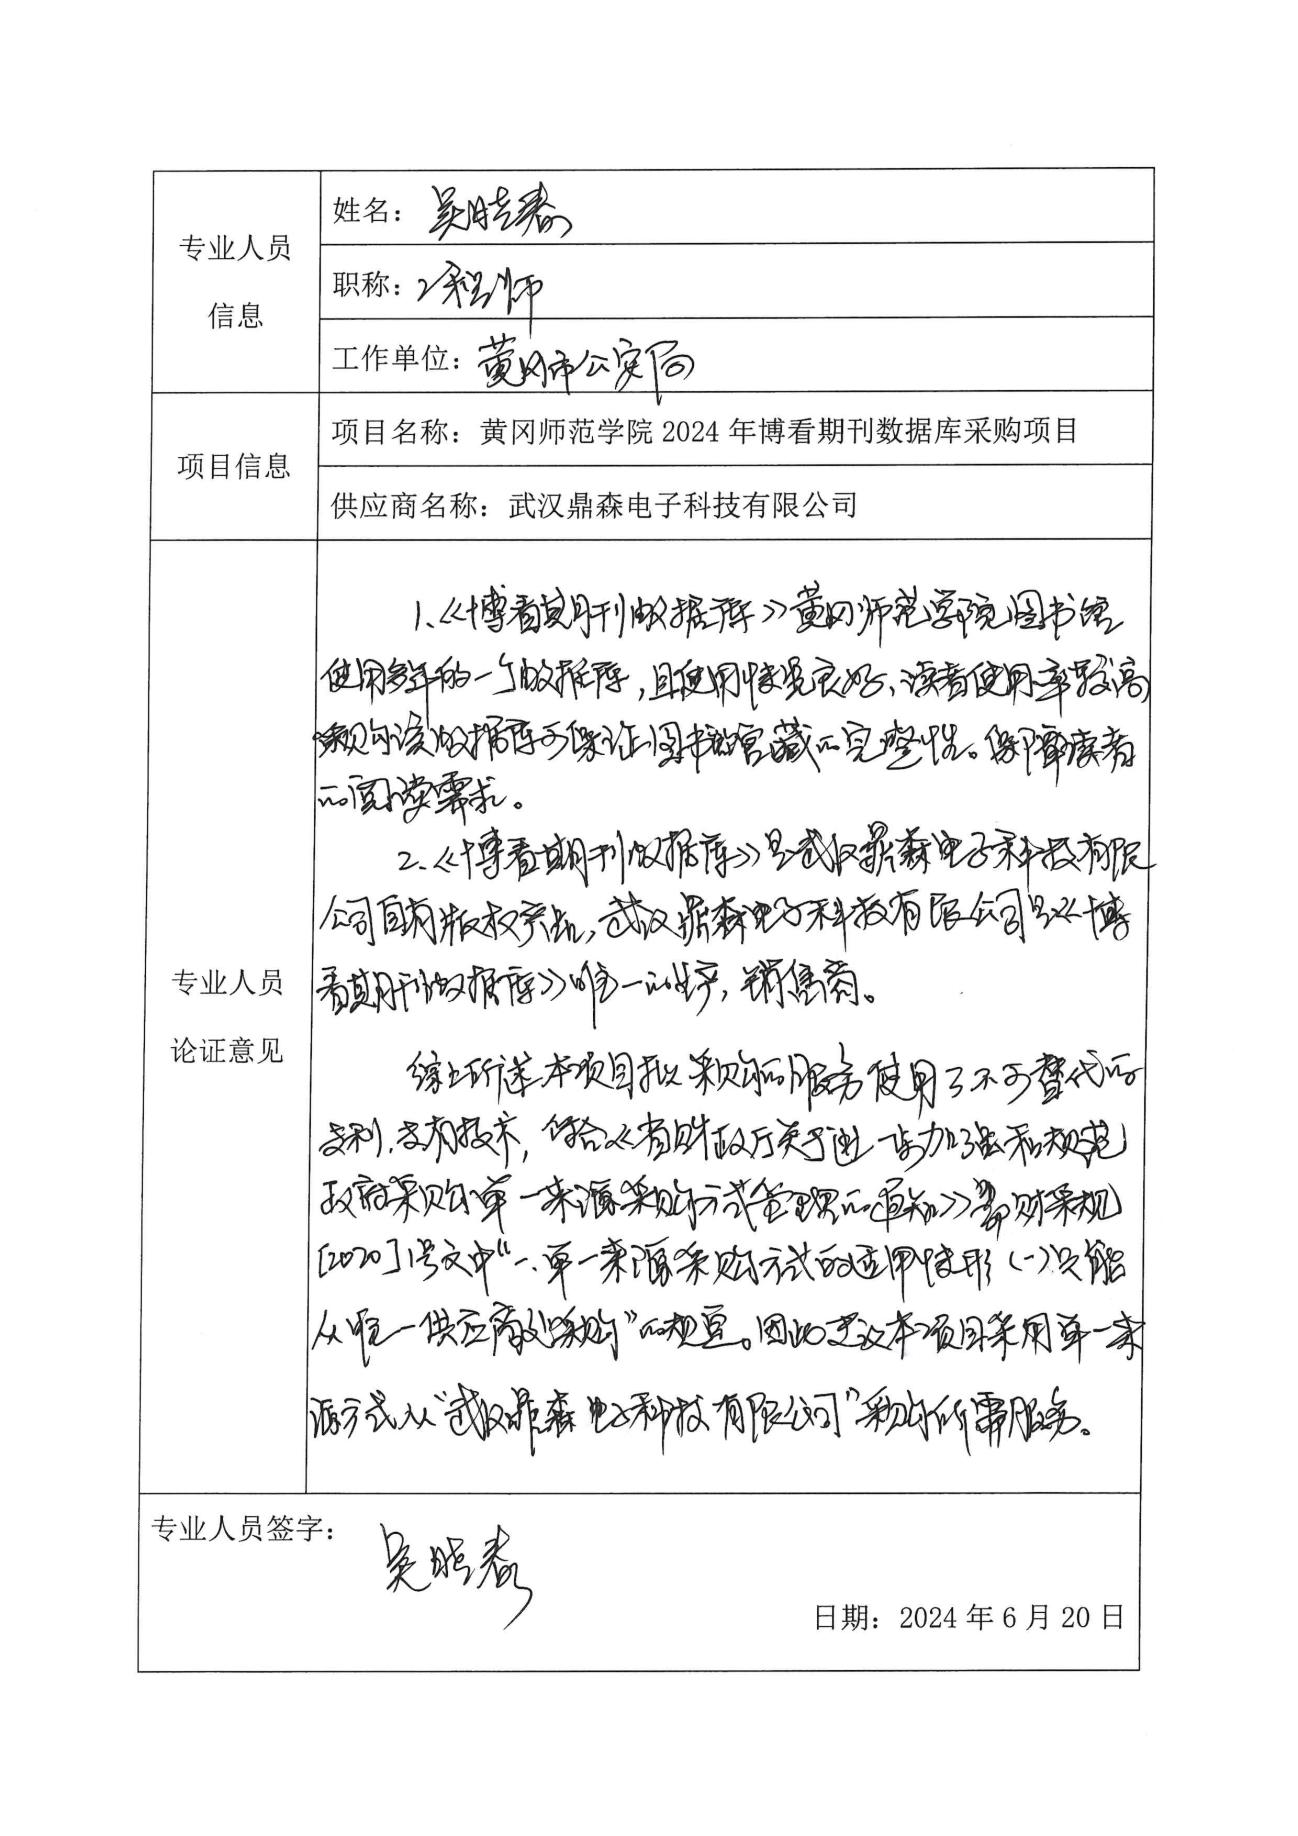 专业人员
信息
姓名：吴晓春
职称：工程师
工作单位：黄冈市公安局
项目信息
项目名称：黄冈师范学院 2024 年博看期刊数据库采购项目
供应商名称：武汉鼎森电子科技有限公司
专业人员
论证意见
1、《博看期刊数据库》黄冈师范学院图书馆
使用多年的一个数据库，且使用情况良好、读者使用率较高
采购该数据库可保证图书馆馆藏的完整性。保障读者
的阅读需求。
2、《博看期刊数据库》是武汉鼎森电子科技有限
公司自有版权产品，武汉鼎森电子科技有限公司是《博
看期刊数据库》唯一的生产，销售商。
综上所述本项目拟采购的服务使用了不可替代的
专利、专有技术，符合《省财政厅关于进一步加强和规范
政府采购单一来源采购方式管理的通知》鄂财采规
[2020]1号文中“一、单一来源采购方式的适用情形（一）只能
从唯一供应商处采购”的规定。因此建议本项目采用单一来
源方式从“武汉鼎森电子科技有限公司”采购所需服务。
专业人员签字：
吴晓春
日期：2024 年 6 月 20 日